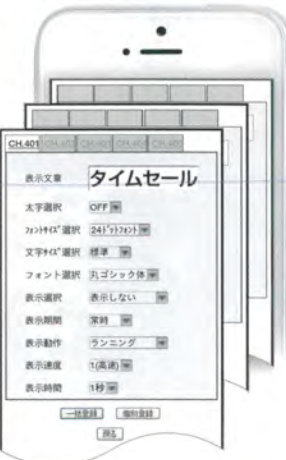 CH.401
表示文章 タイムセール
太字選択 OFF
フォントサイズ選択 24ドットフォント
文字サイズ選択 標準
フォント選択 丸ゴシック体
表示選択 表示しない
表示期間 常時
表示動作 ランニング
表示速度 1(高速)
表示時間 1秒
一括登録 個別登録
戻る